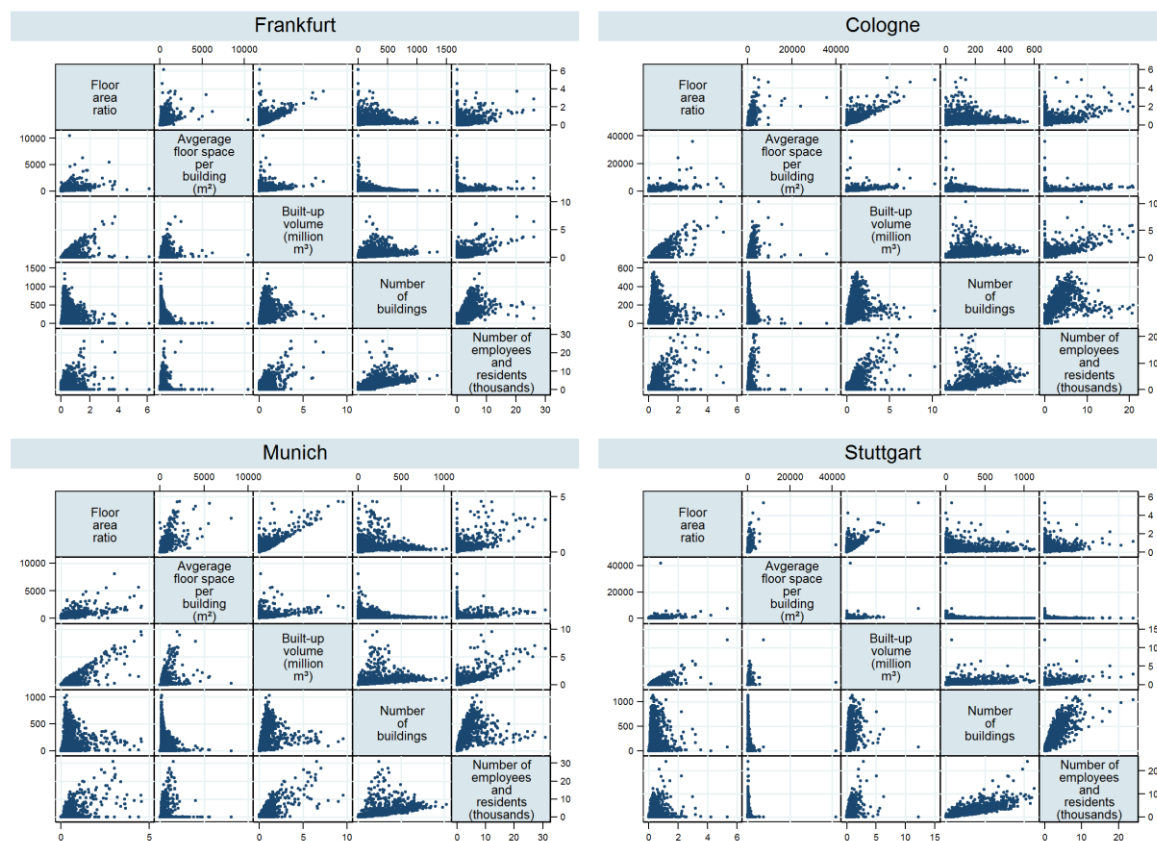 Frankfurt
0 5000 10000 0 500 1000 1500
Floor
area
ratio
6
4
2
0
10000
5000
0
Avgerage
floor space
per
building
(m²)
Built-up
volume
(million
m³)
10
5
0
1500
1000
500
0
Number
of
buildings
Number of
employees
and
residents
(thousands)
30
20
10
0
0 2 4 6 0 5 10 0 10 20 30
Cologne
0 20000 40000 0 200 400 600
Floor
area
ratio
6
4
2
0
40000
20000
0
Avgerage
floor space
per
building
(m²)
Built-up
volume
(million
m³)
10
5
0
600
400
200
0
Number
of
buildings
Number of
employees
and
residents
(thousands)
20
10
0
0 2 4 6 0 5 10 0 10 20
Munich
0 5000 10000 0 500 1000
Floor
area
ratio
5
0
10000
5000
0
Avgerage
floor space
per
building
(m²)
Built-up
volume
(million
m³)
10
5
0
1000
500
0
Number
of
buildings
Number of
employees
and
residents
(thousands)
30
20
10
0
0 5 0 5 10 0 10 20 30
Stuttgart
0 20000 40000 0 500 1000
Floor
area
ratio
6
4
2
0
40000
20000
0
Avgerage
floor space
per
building
(m²)
Built-up
volume
(million
m³)
15
10
5
0
1000
500
0
Number
of
buildings
Number of
employees
and
residents
(thousands)
20
10
0
0 2 4 6 0 5 10 15 0 10 20